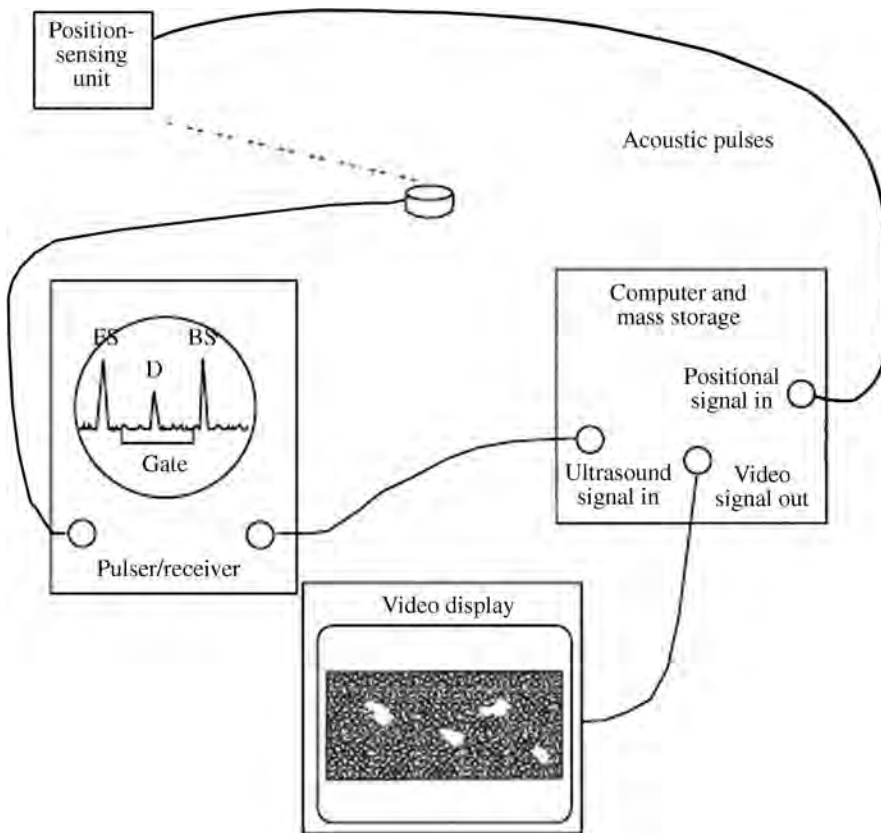 Position-
sensing
unit
Acoustic pulses
Computer and
mass storage
FS
BS
D
Gate
Positional
signal in
Ultrasound
signal in
Video
signal out
Pulser/receiver
Video display